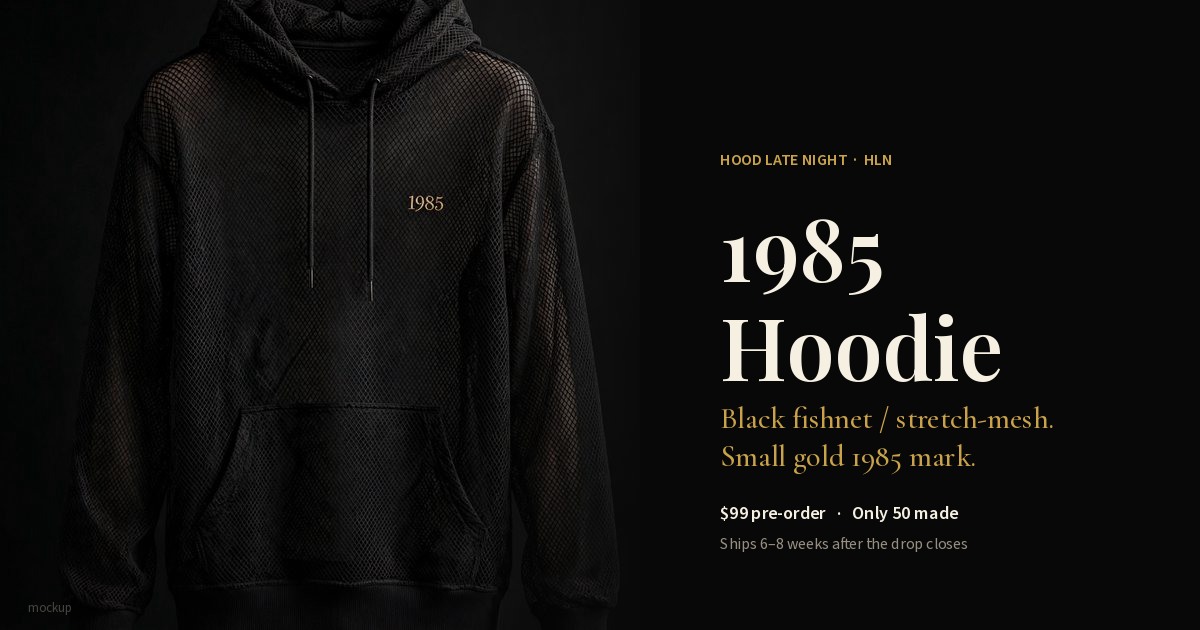 1985
HOOD LATE NIGHT · HLN
1985
Hoodie
Black fishnet / stretch-mesh.
Small gold 1985 mark.
$99 pre-order · Only 50 made
Ships 6–8 weeks after the drop closes
mockup